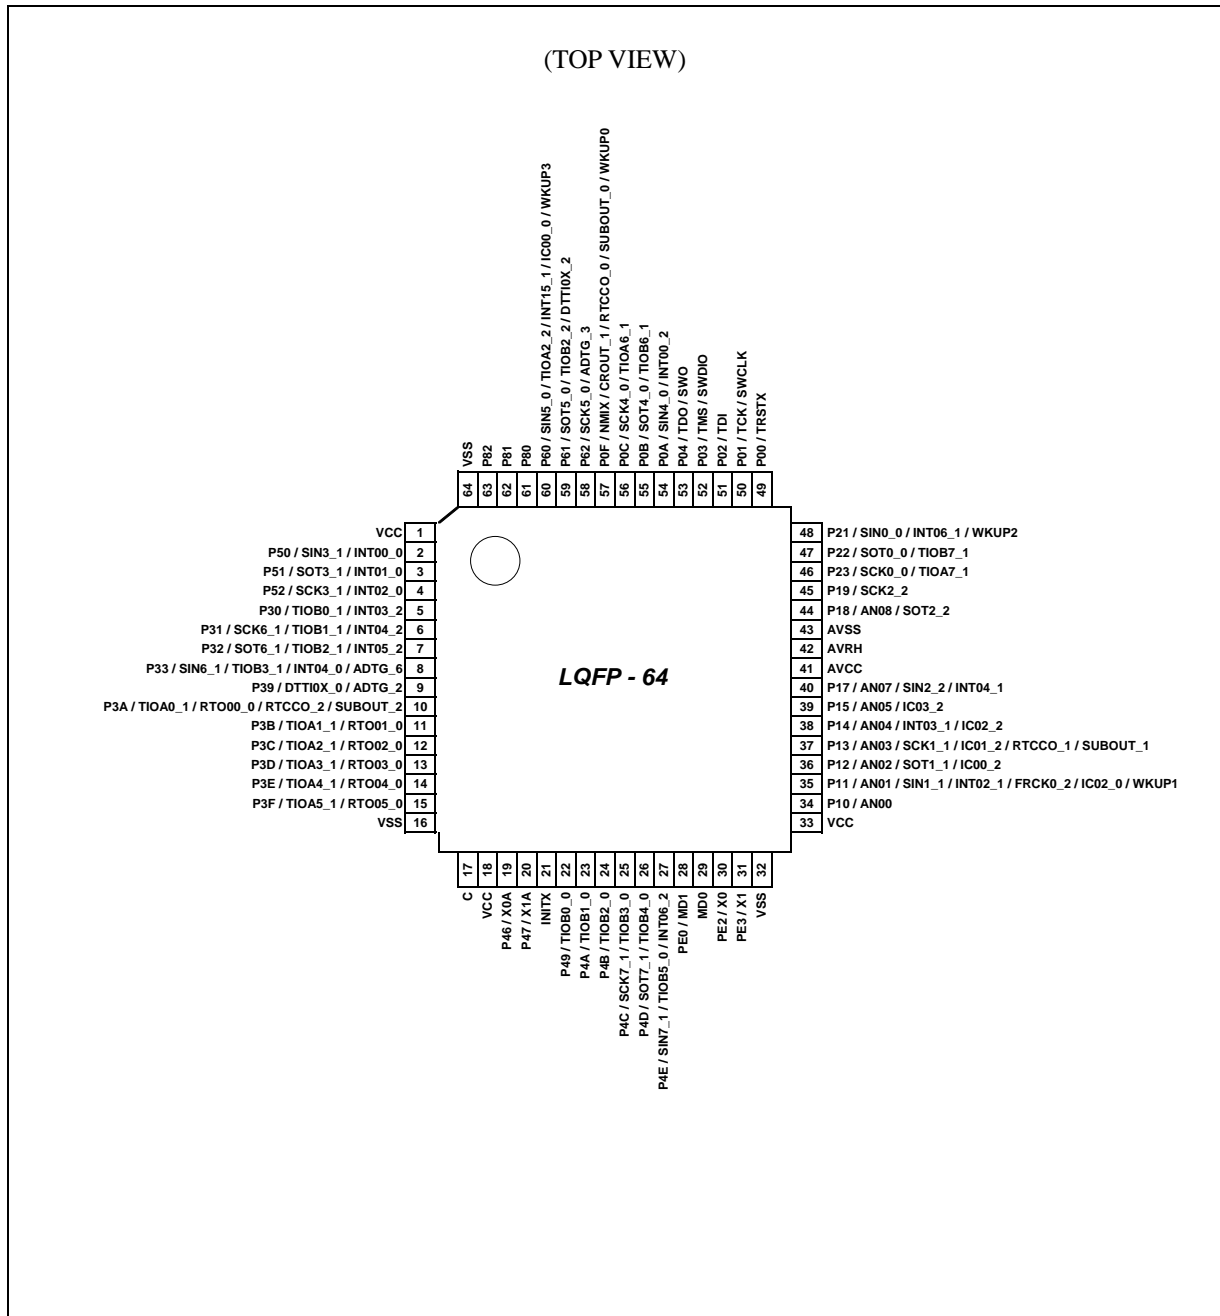 (TOP VIEW)
VSS
P82
P81
P80
P60 / SIN5_0 / TIOA2_2 / INT15_1 / IC00_0 / WKUP3
P61 / SOT5_0 / TIOB2_2 / DTTI0X_2
P62 / SCK5_0 / ADTG_3
P0F / NMIX / CROUT_1 / RTCCO_0 / SUBOUT_0 / WKUP0
P0C / SCK4_0 / TIOA6_1
P0B / SOT4_0 / TIOB6_1
P0A / SIN4_0 / INT00_2
P04 / TDO / SWO
P03 / TMS / SWDIO
P02 / TDI
P01 / TCK / SWCLK
P00 / TRSTX
64 63 62 61 60 59 58 57 56 55 54 53 52 51 50 49
VCC 1
P50 / SIN3_1 / INT00_0 2
P51 / SOT3_1 / INT01_0 3
P52 / SCK3_1 / INT02_0 4
P30 / TIOB0_1 / INT03_2 5
P31 / SCK6_1 / TIOB1_1 / INT04_2 6
P32 / SOT6_1 / TIOB2_1 / INT05_2 7
P33 / SIN6_1 / TIOB3_1 / INT04_0 / ADTG_6 8
P39 / DTTI0X_0 / ADTG_2 9
P3A / TIOA0_1 / RTO00_0 / RTCCO_2 / SUBOUT_2 10
P3B / TIOA1_1 / RTO01_0 11
P3C / TIOA2_1 / RTO02_0 12
P3D / TIOA3_1 / RTO03_0 13
P3E / TIOA4_1 / RTO04_0 14
P3F / TIOA5_1 / RTO05_0 15
VSS 16
LQFP - 64
48 P21 / SIN0_0 / INT06_1 / WKUP2
47 P22 / SOT0_0 / TIOB7_1
46 P23 / SCK0_0 / TIOA7_1
45 P19 / SCK2_2
44 P18 / AN08 / SOT2_2
43 AVSS
42 AVRH
41 AVCC
40 P17 / AN07 / SIN2_2 / INT04_1
39 P15 / AN05 / IC03_2
38 P14 / AN04 / INT03_1 / IC02_2
37 P13 / AN03 / SCK1_1 / IC01_2 / RTCCO_1 / SUBOUT_1
36 P12 / AN02 / SOT1_1 / IC00_2
35 P11 / AN01 / SIN1_1 / INT02_1 / FRCK0_2 / IC02_0 / WKUP1
34 P10 / AN00
33 VCC
17 18 19 20 21 22 23 24 25 26 27 28 29 30 31 32
C
VCC
P46 / X0A
P47 / X1A
INITX
P49 / TIOB0_0
P4A / TIOB1_0
P4B / TIOB2_0
P4C / SCK7_1 / TIOB3_0
P4D / SOT7_1 / TIOB4_0
P4E / SIN7_1 / TIOB5_0 / INT06_2
PE0 / MD1
MD0
PE2 / X0
PE3 / X1
VSS